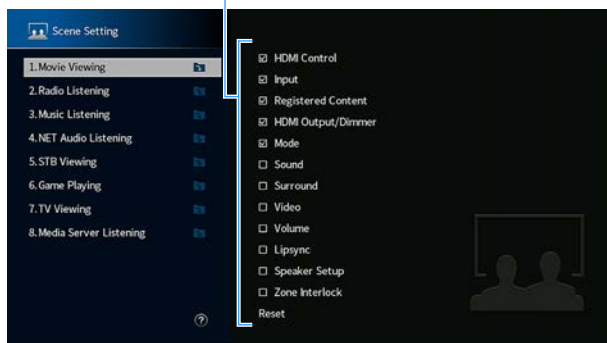 Scene Setting
1.Movie Viewing
2.Radio Listening
3.Music Listening
4.NET Audio Listening
5.STB Viewing
6.Game Playing
7.TV Viewing
8.Media Server Listening
?
HDMI Control
Input
Registered Content
HDMI Output/Dimmer
Mode
Sound
Surround
Video
Volume
Lipsync
Speaker Setup
Zone Interlock
Reset